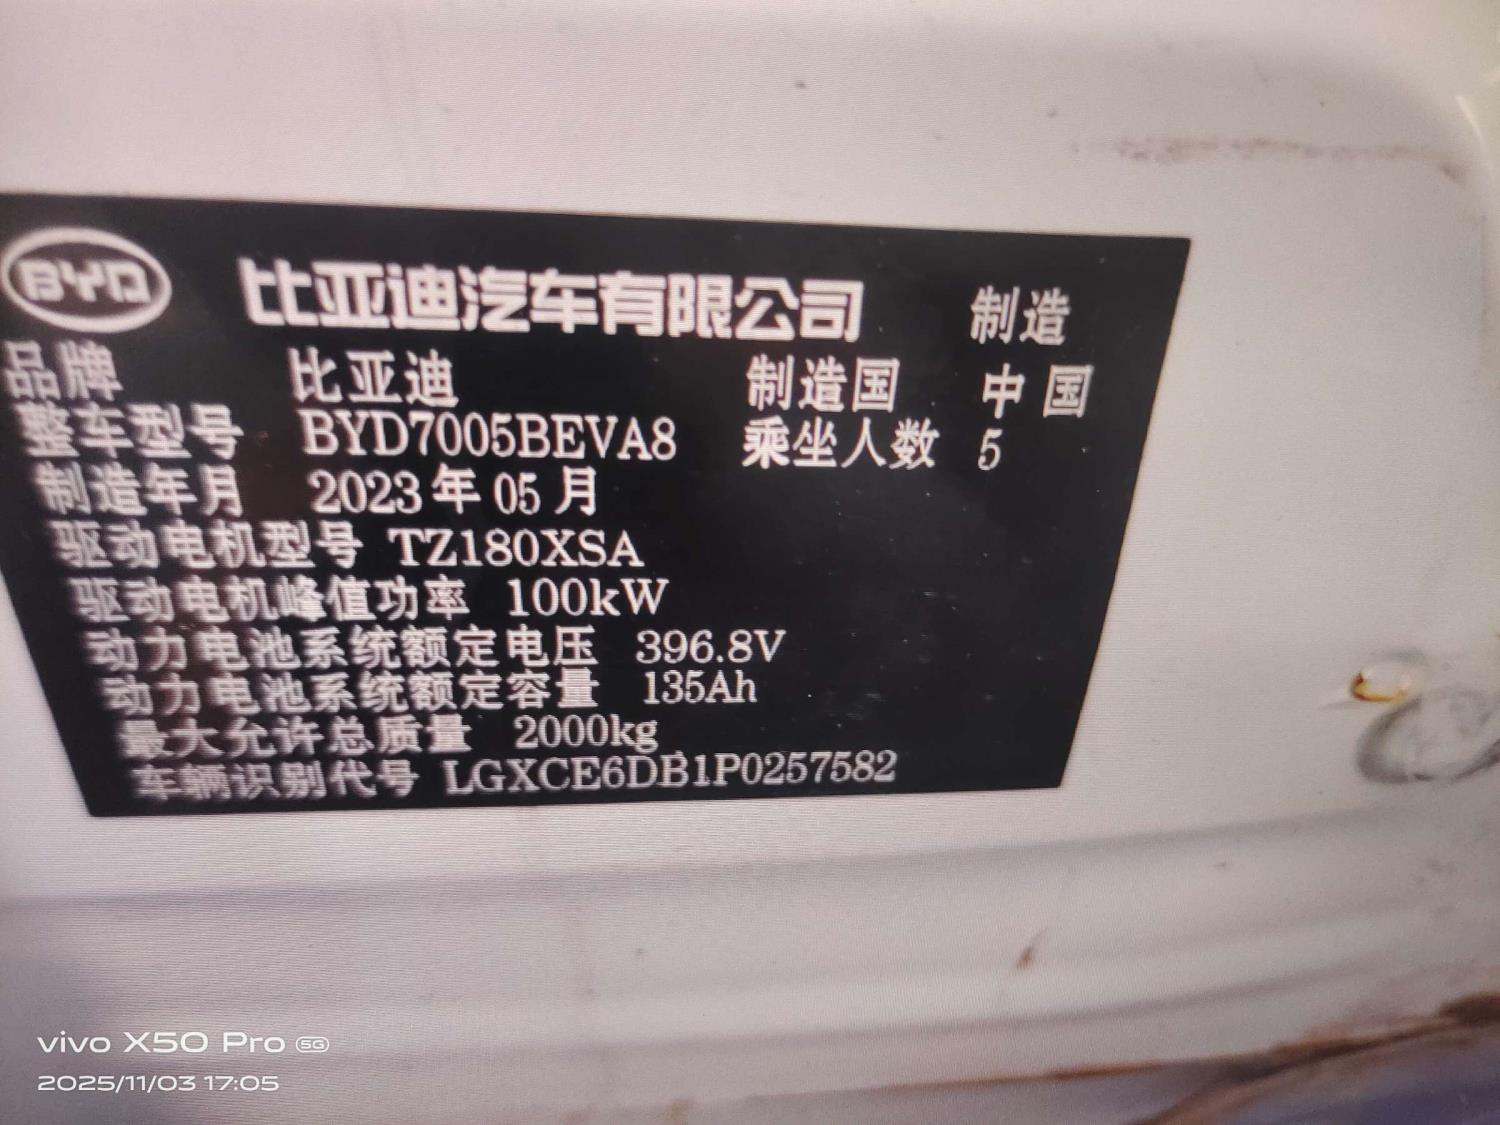 BYD 比亚迪汽车有限公司 制造
品牌 比亚迪 制造国 中国
整车型号 BYD7005BEVA8 乘坐人数 5
制造年月 2023年05月
驱动电机型号 TZ180XSA
驱动电机峰值功率 100kW
动力电池系统额定电压 396.8V
动力电池系统额定容量 135Ah
最大允许总质量 2000kg
车辆识别代号 LGXCE6DB1P0257582
vivo X50 Pro 5G
2025/11/03 17:05